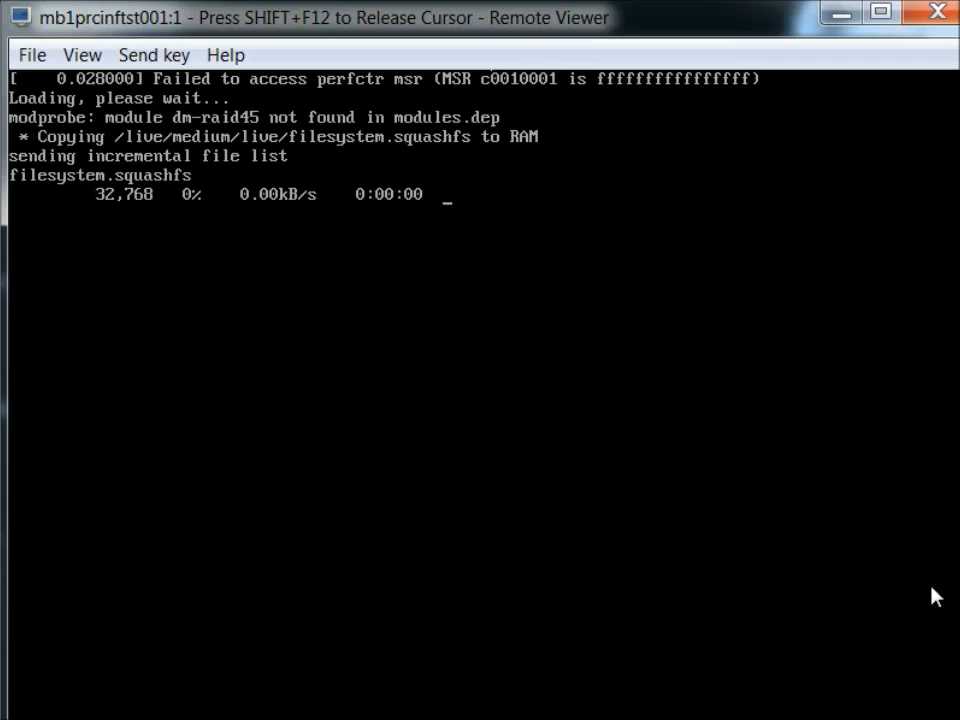 mb1prcinftst001:1 - Press SHIFT+F12 to Release Cursor - Remote Viewer
File View Send key Help
[    0.028000] Failed to access perfctr msr (MSR c0010001 is ffffffffffffffff)
Loading, please wait...
modprobe: module dm-raid45 not found in modules.dep
 * Copying /live/medium/live/filesystem.squashfs to RAM
sending incremental file list
filesystem.squashfs
         32,768   0%    0.00kB/s    0:00:00  _